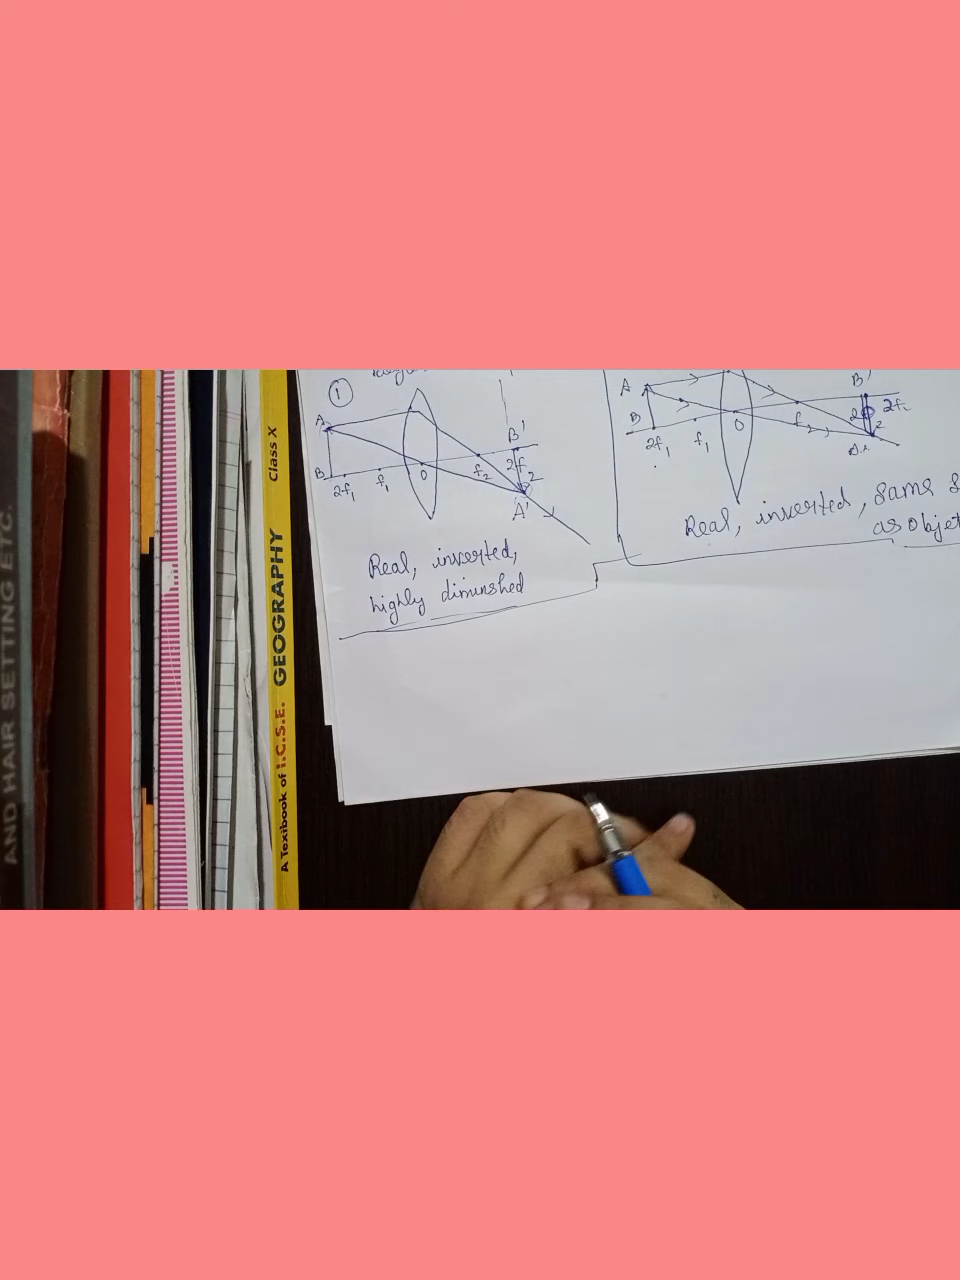 AND HAIR SETTING ETC.
A Textbook of I.C.S.E. GEOGRAPHY Class X
1
A
B
2f₁
f₁
O
f₂
2f₂
B'
A'
Real, inverted,
highly diminshed
A
B
2f₁
f₁
O
f₂
B'
2f₂
Real, inverted, same
as objet